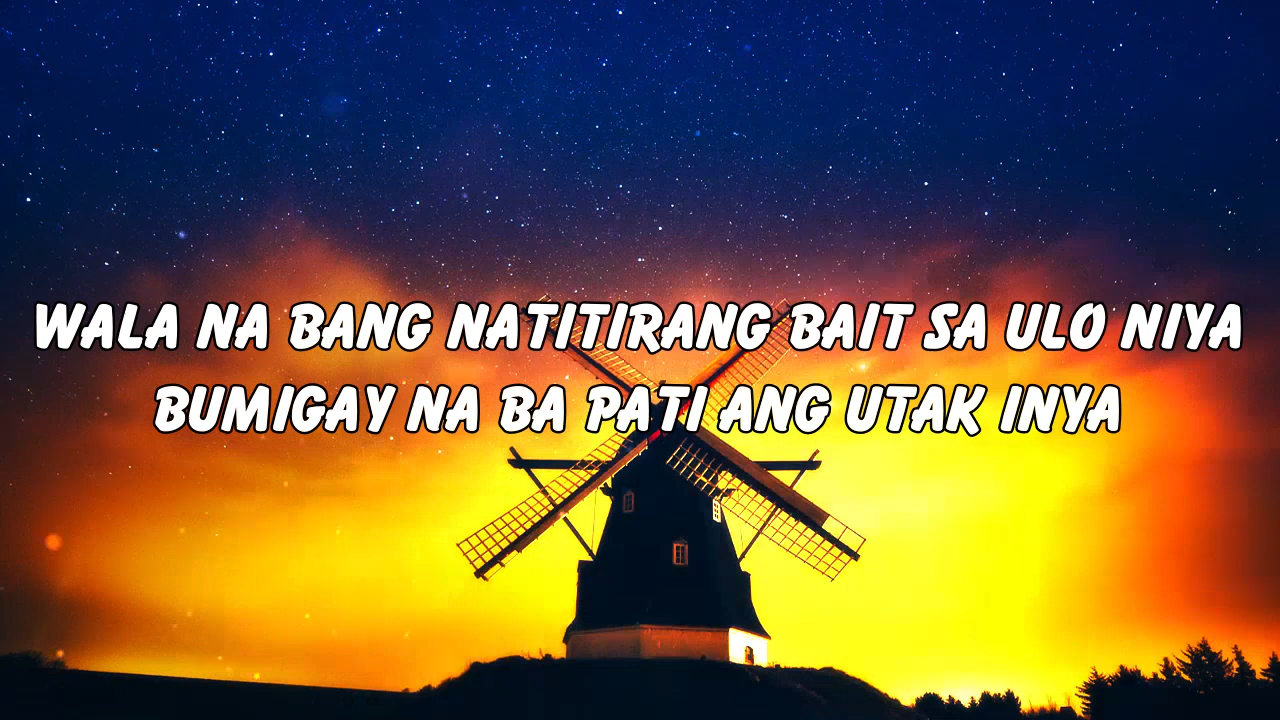 WALA NA BANG NATITIRANG BAIT SA ULO NIYA
BUMIGAY NA BA PATI ANG UTAK INYA